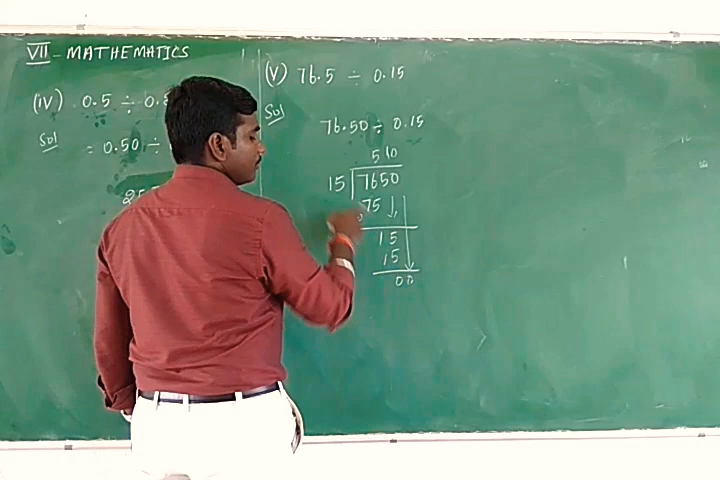 VII - MATHEMATICS
(iv) 0.5 ÷ 0.
Sol
= 0.50 ÷
25
(v) 76.5 ÷ 0.15
Sol
76.50 ÷ 0.15
510
15 7650
75
15
15
00